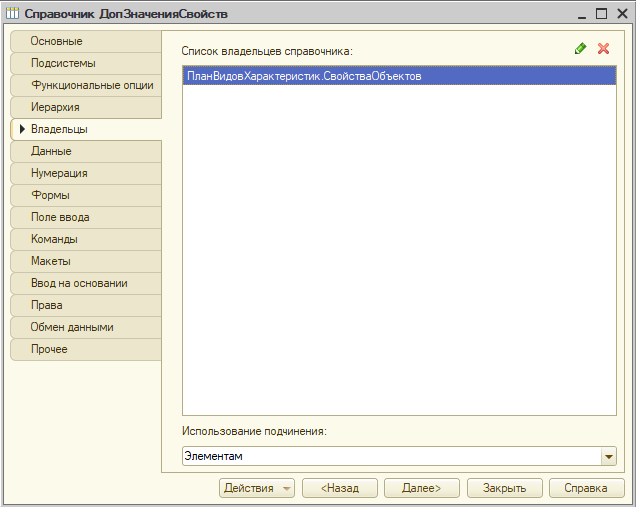 Справочник ДопЗначенияСвойств
Основные
Подсистемы
Функциональные опции
Иерархия
Владельцы
Данные
Нумерация
Формы
Поле ввода
Команды
Макеты
Ввод на основании
Права
Обмен данными
Прочее
Список владельцев справочника:
ПланВидовХарактеристик.СвойстваОбъектов
Использование подчинения:
Элементам
Действия
<Назад
Далее>
Закрыть
Справка